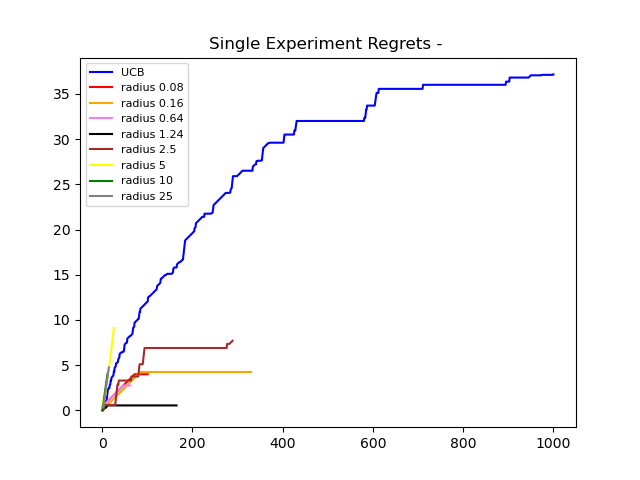 Single Experiment Regrets -
UCB
radius 0.08
radius 0.16
radius 0.64
radius 1.24
radius 2.5
radius 5
radius 10
radius 25
35
30
25
20
15
10
5
0
0 200 400 600 800 1000